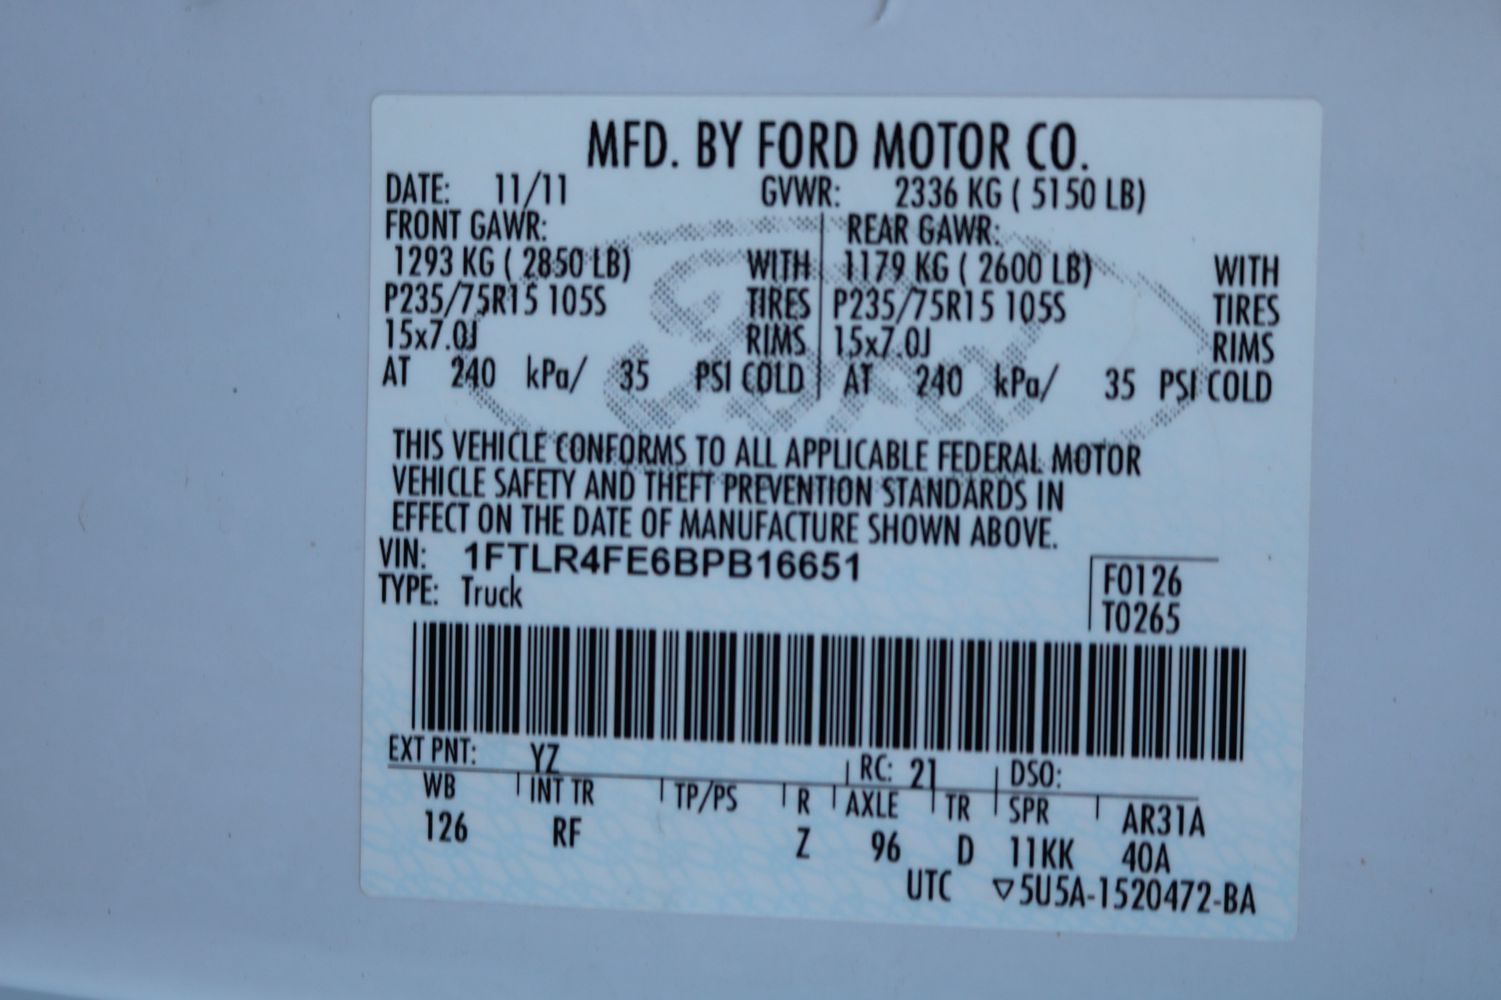 MFD. BY FORD MOTOR CO.
DATE: 11/11 GVWR: 2336 KG ( 5150 LB)
FRONT GAWR: REAR GAWR:
1293 KG ( 2850 LB) WITH 1179 KG ( 2600 LB) WITH
P235/75R15 105S TIRES P235/75R15 105S TIRES
15x7.0J RIMS 15x7.0J RIMS
AT 240 kPa/ 35 PSI COLD AT 240 kPa/ 35 PSI COLD
Ford
THIS VEHICLE CONFORMS TO ALL APPLICABLE FEDERAL MOTOR
VEHICLE SAFETY AND THEFT PREVENTION STANDARDS IN
EFFECT ON THE DATE OF MANUFACTURE SHOWN ABOVE.
VIN: 1FTLR4FE6BPB16651 F0126
TYPE: Truck T0265
EXT PNT: YZ RC: 21 DSO:
WB INT TR TP/PS R AXLE TR SPR AR31A
126 RF Z 96 D 11KK 40A
UTC ▽5U5A-1520472-BA